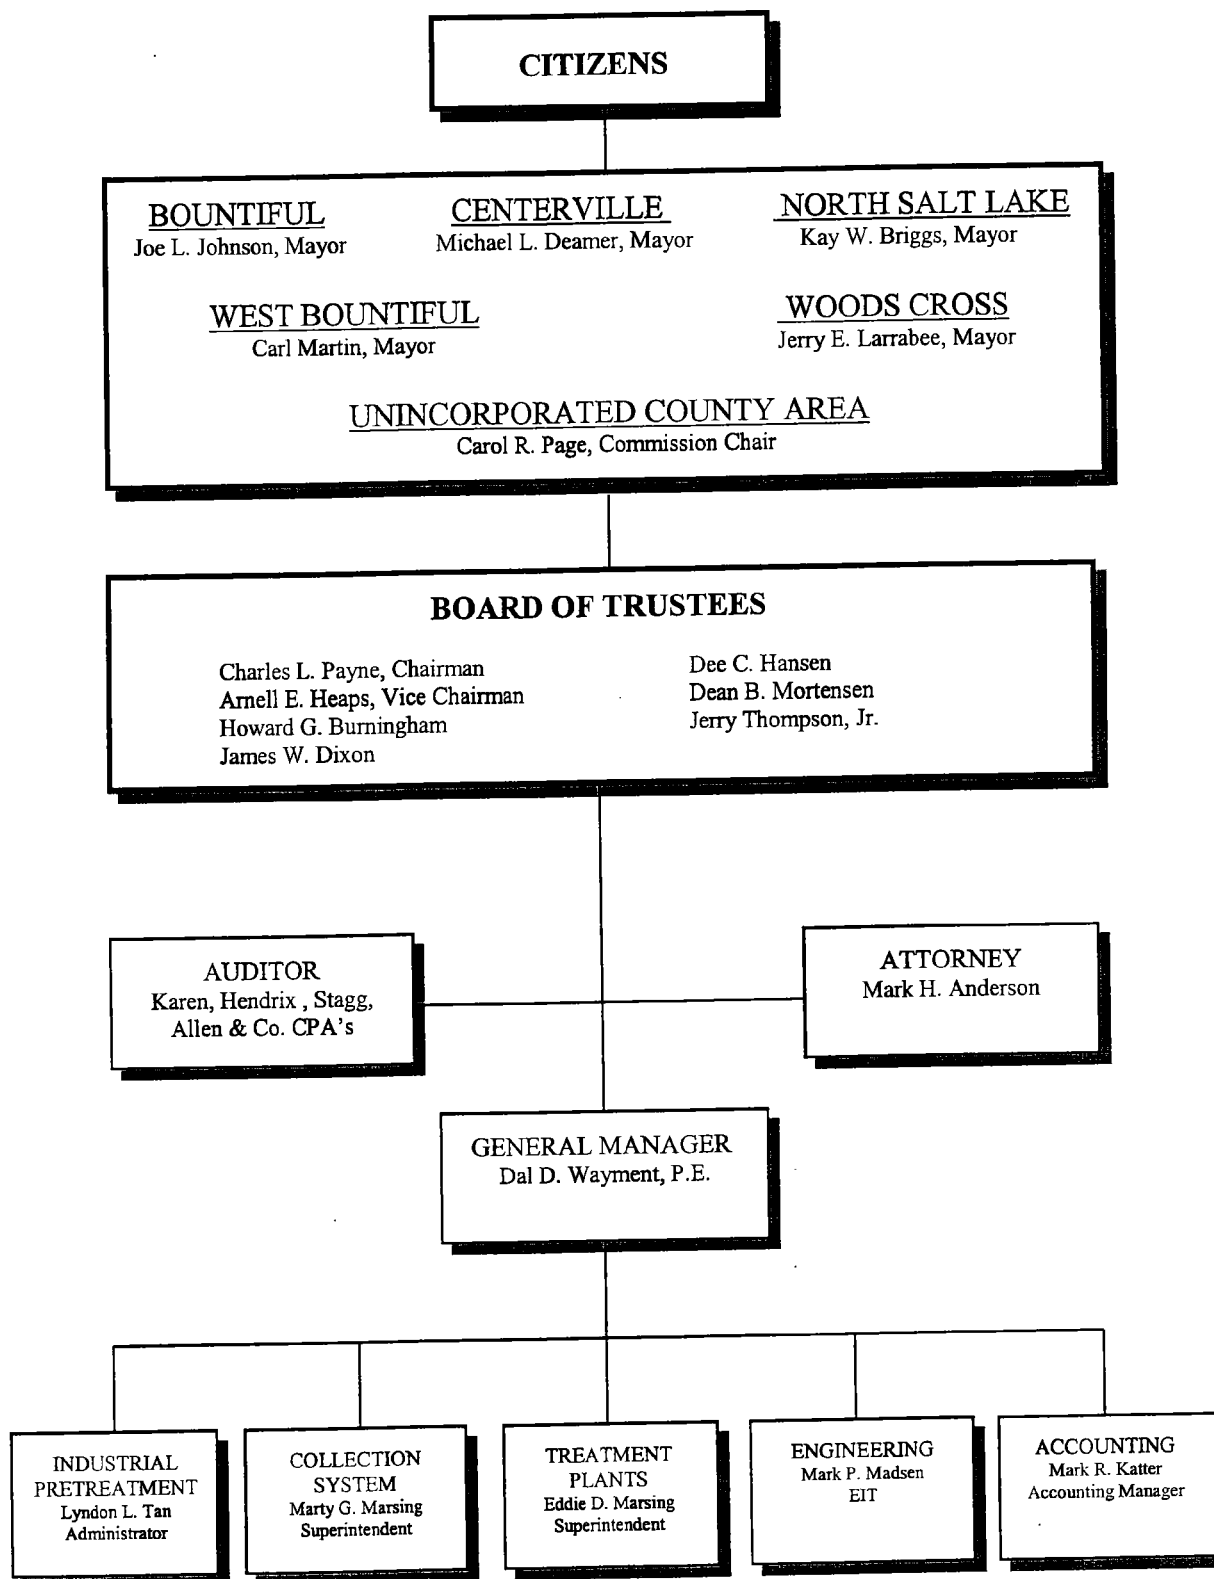 CITIZENS
BOUNTIFUL
Joe L. Johnson, Mayor
CENTERVILLE
Michael L. Deamer, Mayor
NORTH SALT LAKE
Kay W. Briggs, Mayor
WEST BOUNTIFUL
Carl Martin, Mayor
WOODS CROSS
Jerry E. Larrabee, Mayor
UNINCORPORATED COUNTY AREA
Carol R. Page, Commission Chair
BOARD OF TRUSTEES
Charles L. Payne, Chairman
Arnell E. Heaps, Vice Chairman
Howard G. Burningham
James W. Dixon
Dee C. Hansen
Dean B. Mortensen
Jerry Thompson, Jr.
AUDITOR
Karen, Hendrix , Stagg,
Allen & Co. CPA's
ATTORNEY
Mark H. Anderson
GENERAL MANAGER
Dal D. Wayment, P.E.
INDUSTRIAL
PRETREATMENT
Lyndon L. Tan
Administrator
COLLECTION
SYSTEM
Marty G. Marsing
Superintendent
TREATMENT
PLANTS
Eddie D. Marsing
Superintendent
ENGINEERING
Mark P. Madsen
EIT
ACCOUNTING
Mark R. Katter
Accounting Manager